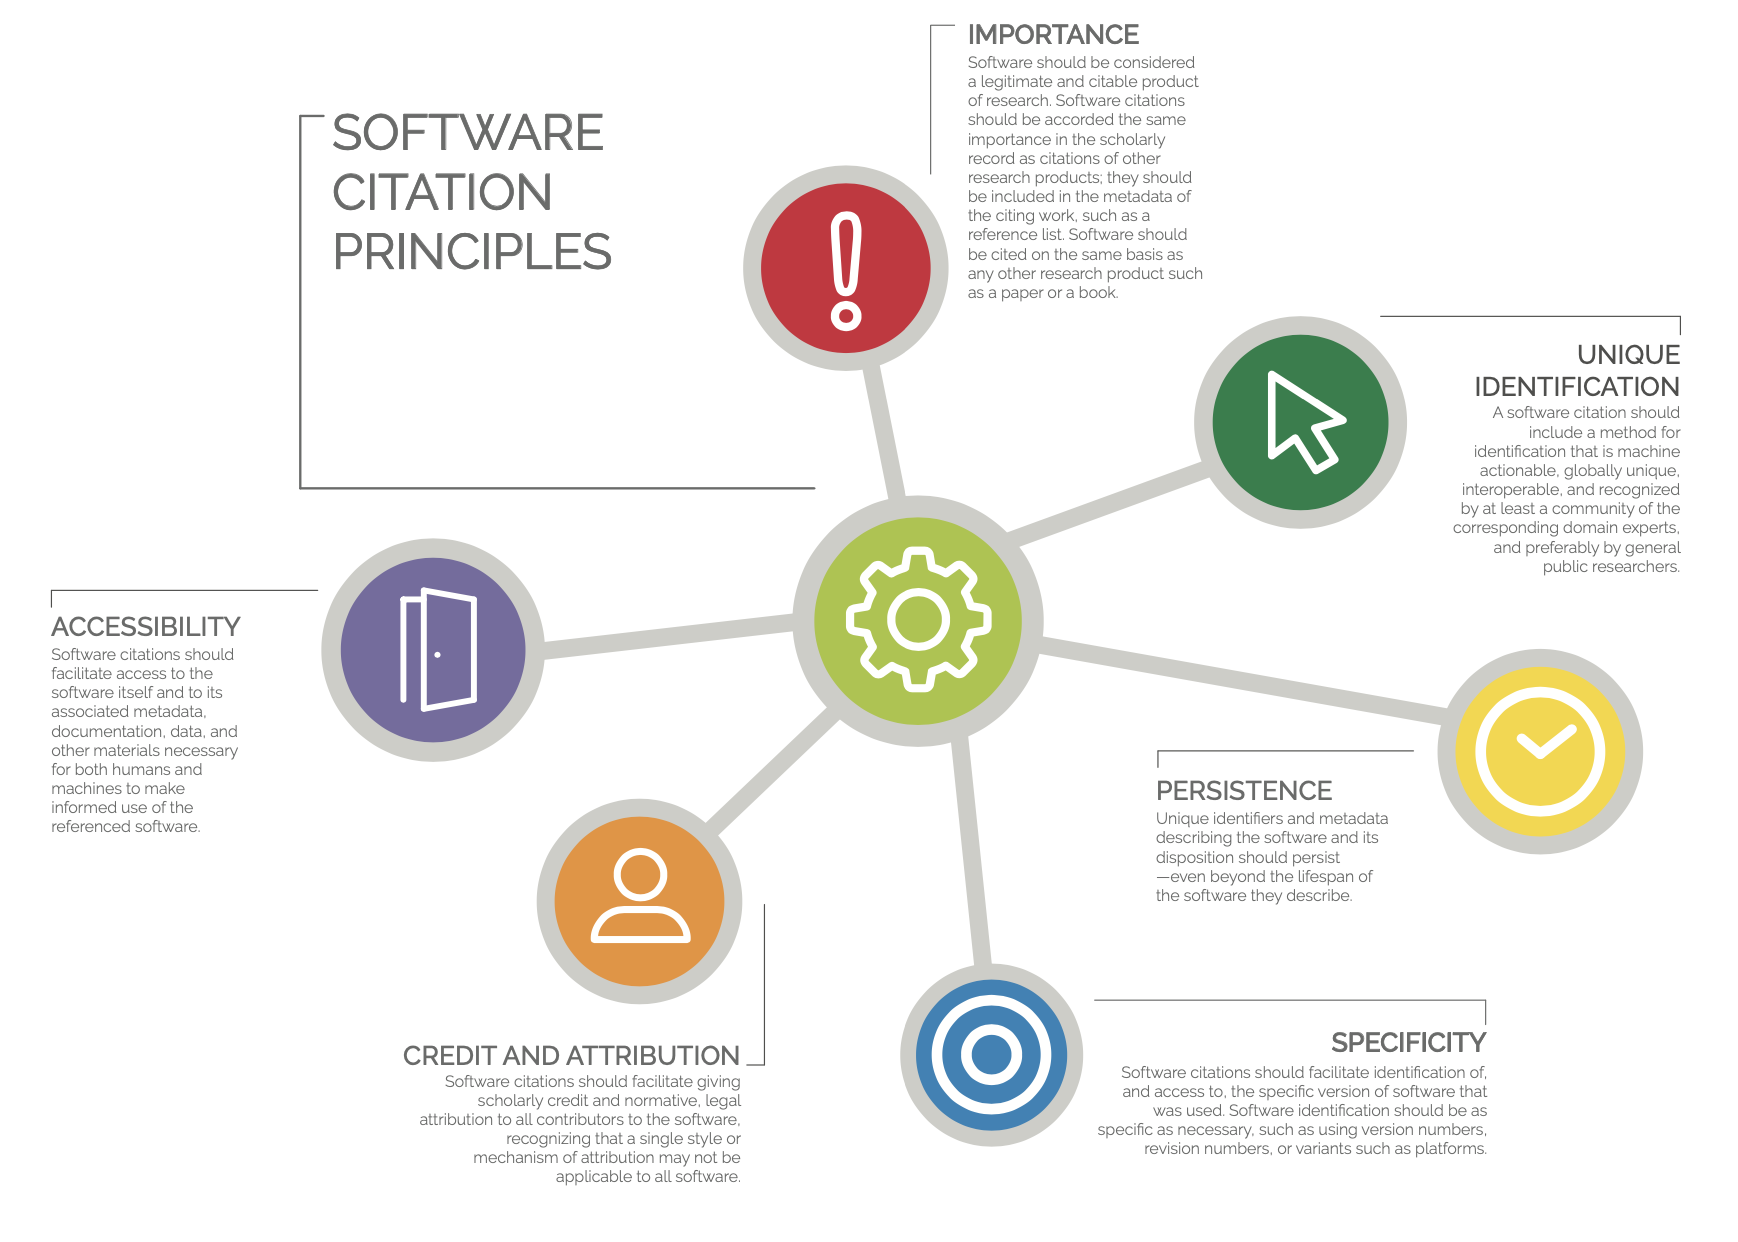 SOFTWARE
CITATION
PRINCIPLES
IMPORTANCE
Software should be considered
a legitimate and citable product
of research. Software citations
should be accorded the same
importance in the scholarly
record as citations of other
research products; they should
be included in the metadata of
the citing work, such as a
reference list. Software should
be cited on the same basis as
any other research product such
as a paper or a book.
UNIQUE
IDENTIFICATION
A software citation should
include a method for
identification that is machine
actionable, globally unique,
interoperable, and recognized
by at least a community of the
corresponding domain experts,
and preferably by general
public researchers.
ACCESSIBILITY
Software citations should
facilitate access to the
software itself and to its
associated metadata,
documentation, data, and
other materials necessary
for both humans and
machines to make
informed use of the
referenced software.
PERSISTENCE
Unique identifiers and metadata
describing the software and its
disposition should persist
—even beyond the lifespan of
the software they describe.
CREDIT AND ATTRIBUTION
Software citations should facilitate giving
scholarly credit and normative, legal
attribution to all contributors to the software,
recognizing that a single style or
mechanism of attribution may not be
applicable to all software.
SPECIFICITY
Software citations should facilitate identification of,
and access to, the specific version of software that
was used. Software identification should be as
specific as necessary, such as using version numbers,
revision numbers, or variants such as platforms.